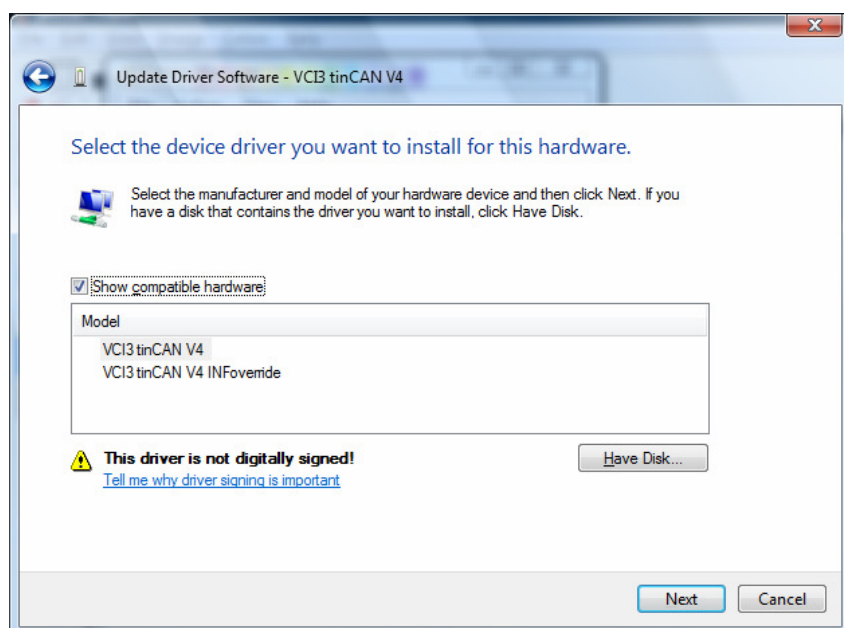 Update Driver Software - VCI3 tinCAN V4
Select the device driver you want to install for this hardware.
Select the manufacturer and model of your hardware device and then click Next. If you
have a disk that contains the driver you want to install, click Have Disk.
Show compatible hardware
Model
VCI3 tinCAN V4
VCI3 tinCAN V4 INFoverride
This driver is not digitally signed!
Have Disk...
Tell me why driver signing is important
Next
Cancel